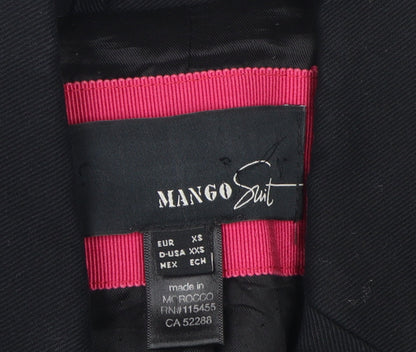 MANGO Suit
EUR XS
D·USA XXS
MEX ECH
made in
MOROCCO
RN#115455
CA 52288